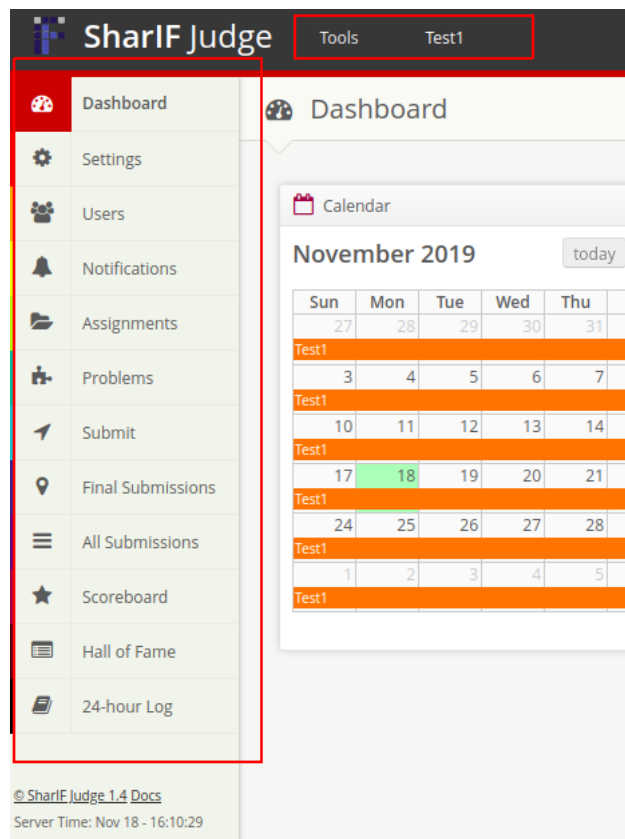 SharIF Judge
Tools Test1
Dashboard
Settings
Users
Notifications
Assignments
Problems
Submit
Final Submissions
All Submissions
Scoreboard
Hall of Fame
24-hour Log
© SharIF Judge 1.4 Docs
Server Time: Nov 18 - 16:10:29
Dashboard
Calendar
November 2019 today
Sun Mon Tue Wed Thu
27 28 29 30 31
Test1
3 4 5 6 7
Test1
10 11 12 13 14
Test1
17 18 19 20 21
Test1
24 25 26 27 28
Test1
1 2 3 4 5
Test1